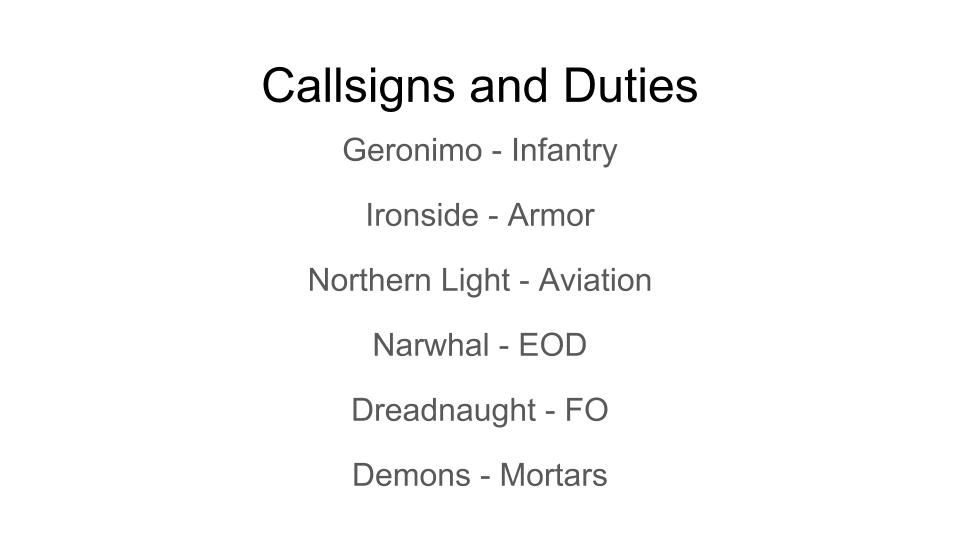 Callsigns and Duties
Geronimo - Infantry
Ironside - Armor
Northern Light - Aviation
Narwhal - EOD
Dreadnaught - FO
Demons - Mortars